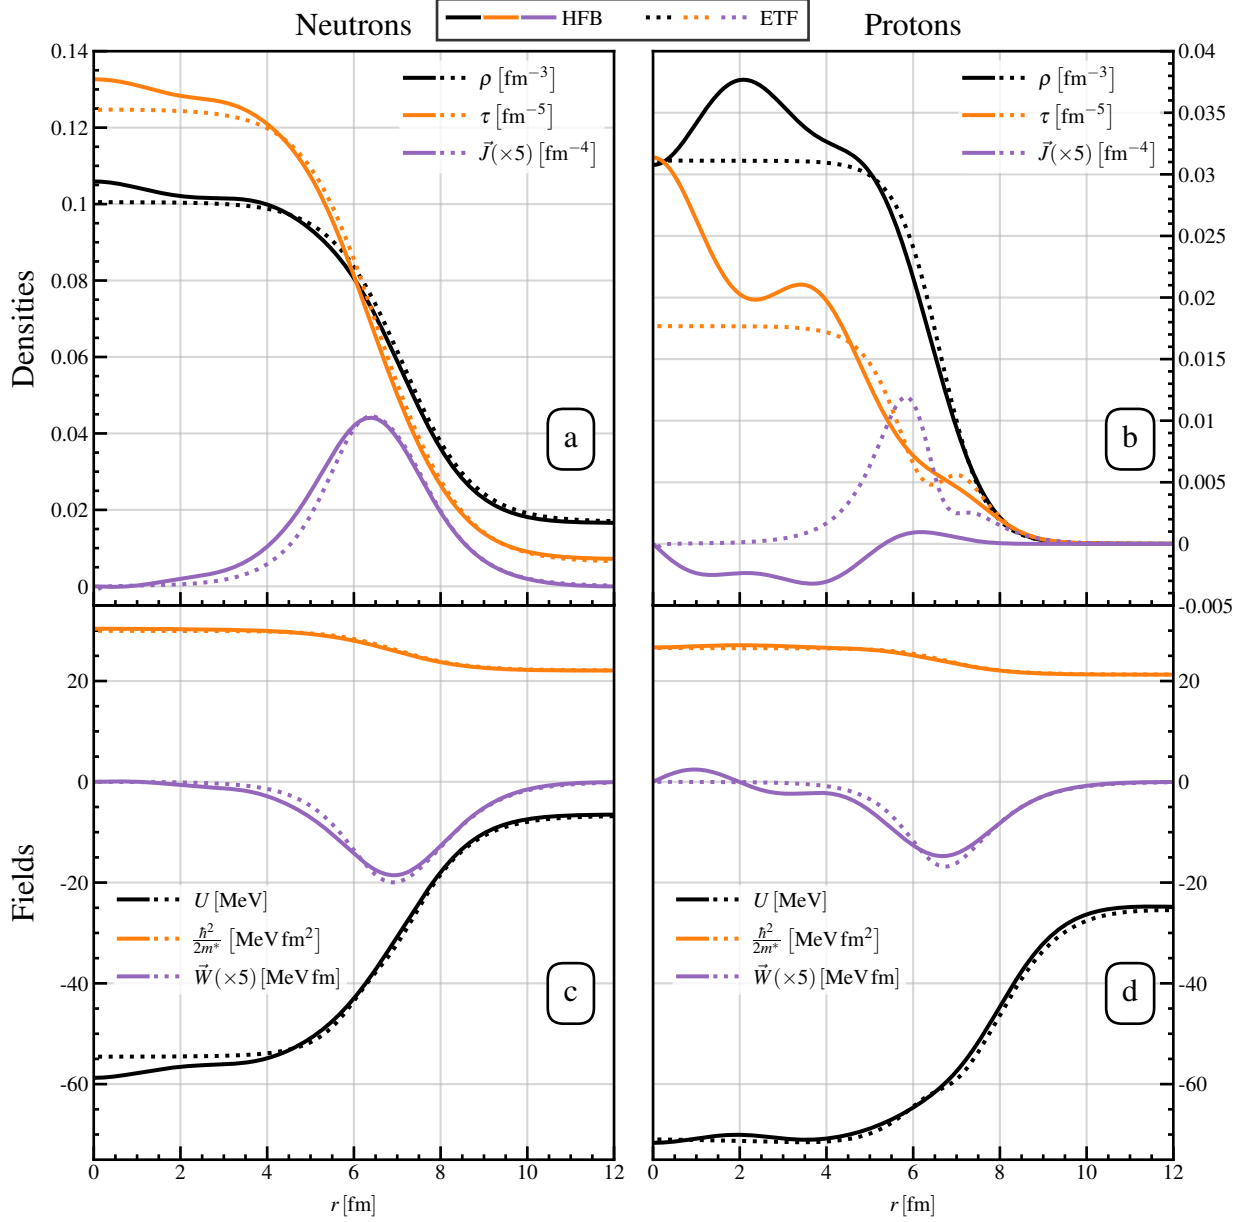 Neutrons
HFB
ETF
Protons
0.14
0.12
0.1
0.08
0.06
0.04
0.02
0
Densities
ρ [fm⁻³]
τ [fm⁻⁵]
J⃗(×5) [fm⁻⁴]
a
ρ [fm⁻³]
τ [fm⁻⁵]
J⃗(×5) [fm⁻⁴]
b
0.04
0.035
0.03
0.025
0.02
0.015
0.01
0.005
0
-0.005
20
0
-20
-40
-60
Fields
U [MeV]
ħ²/2m* [MeV fm²]
W⃗(×5) [MeV fm]
c
U [MeV]
ħ²/2m* [MeV fm²]
W⃗(×5) [MeV fm]
d
20
0
-20
-40
-60
0 2 4 6 8 10 12
r [fm]
0 2 4 6 8 10 12
r [fm]